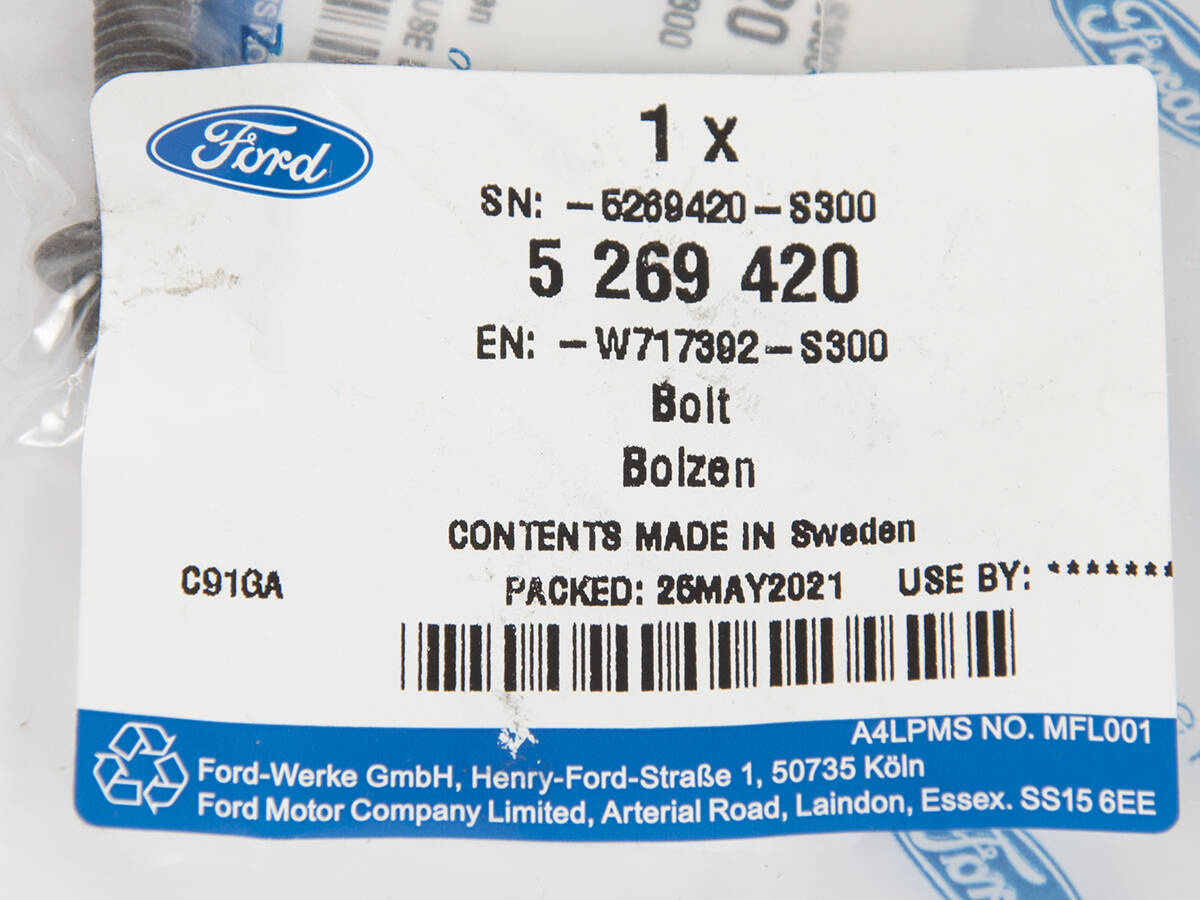 Ford
1 x
SN: -5269420-S300
5 269 420
EN: -W717392-S300
Bolt
Bolzen
CONTENTS MADE IN Sweden
C91GA
PACKED: 26MAY2021
USE BY: *******
A4LPMS NO. MFL001
Ford-Werke GmbH, Henry-Ford-Straße 1, 50735 Köln
Ford Motor Company Limited, Arterial Road, Laindon, Essex. SS15 6EE
Ford
Ford